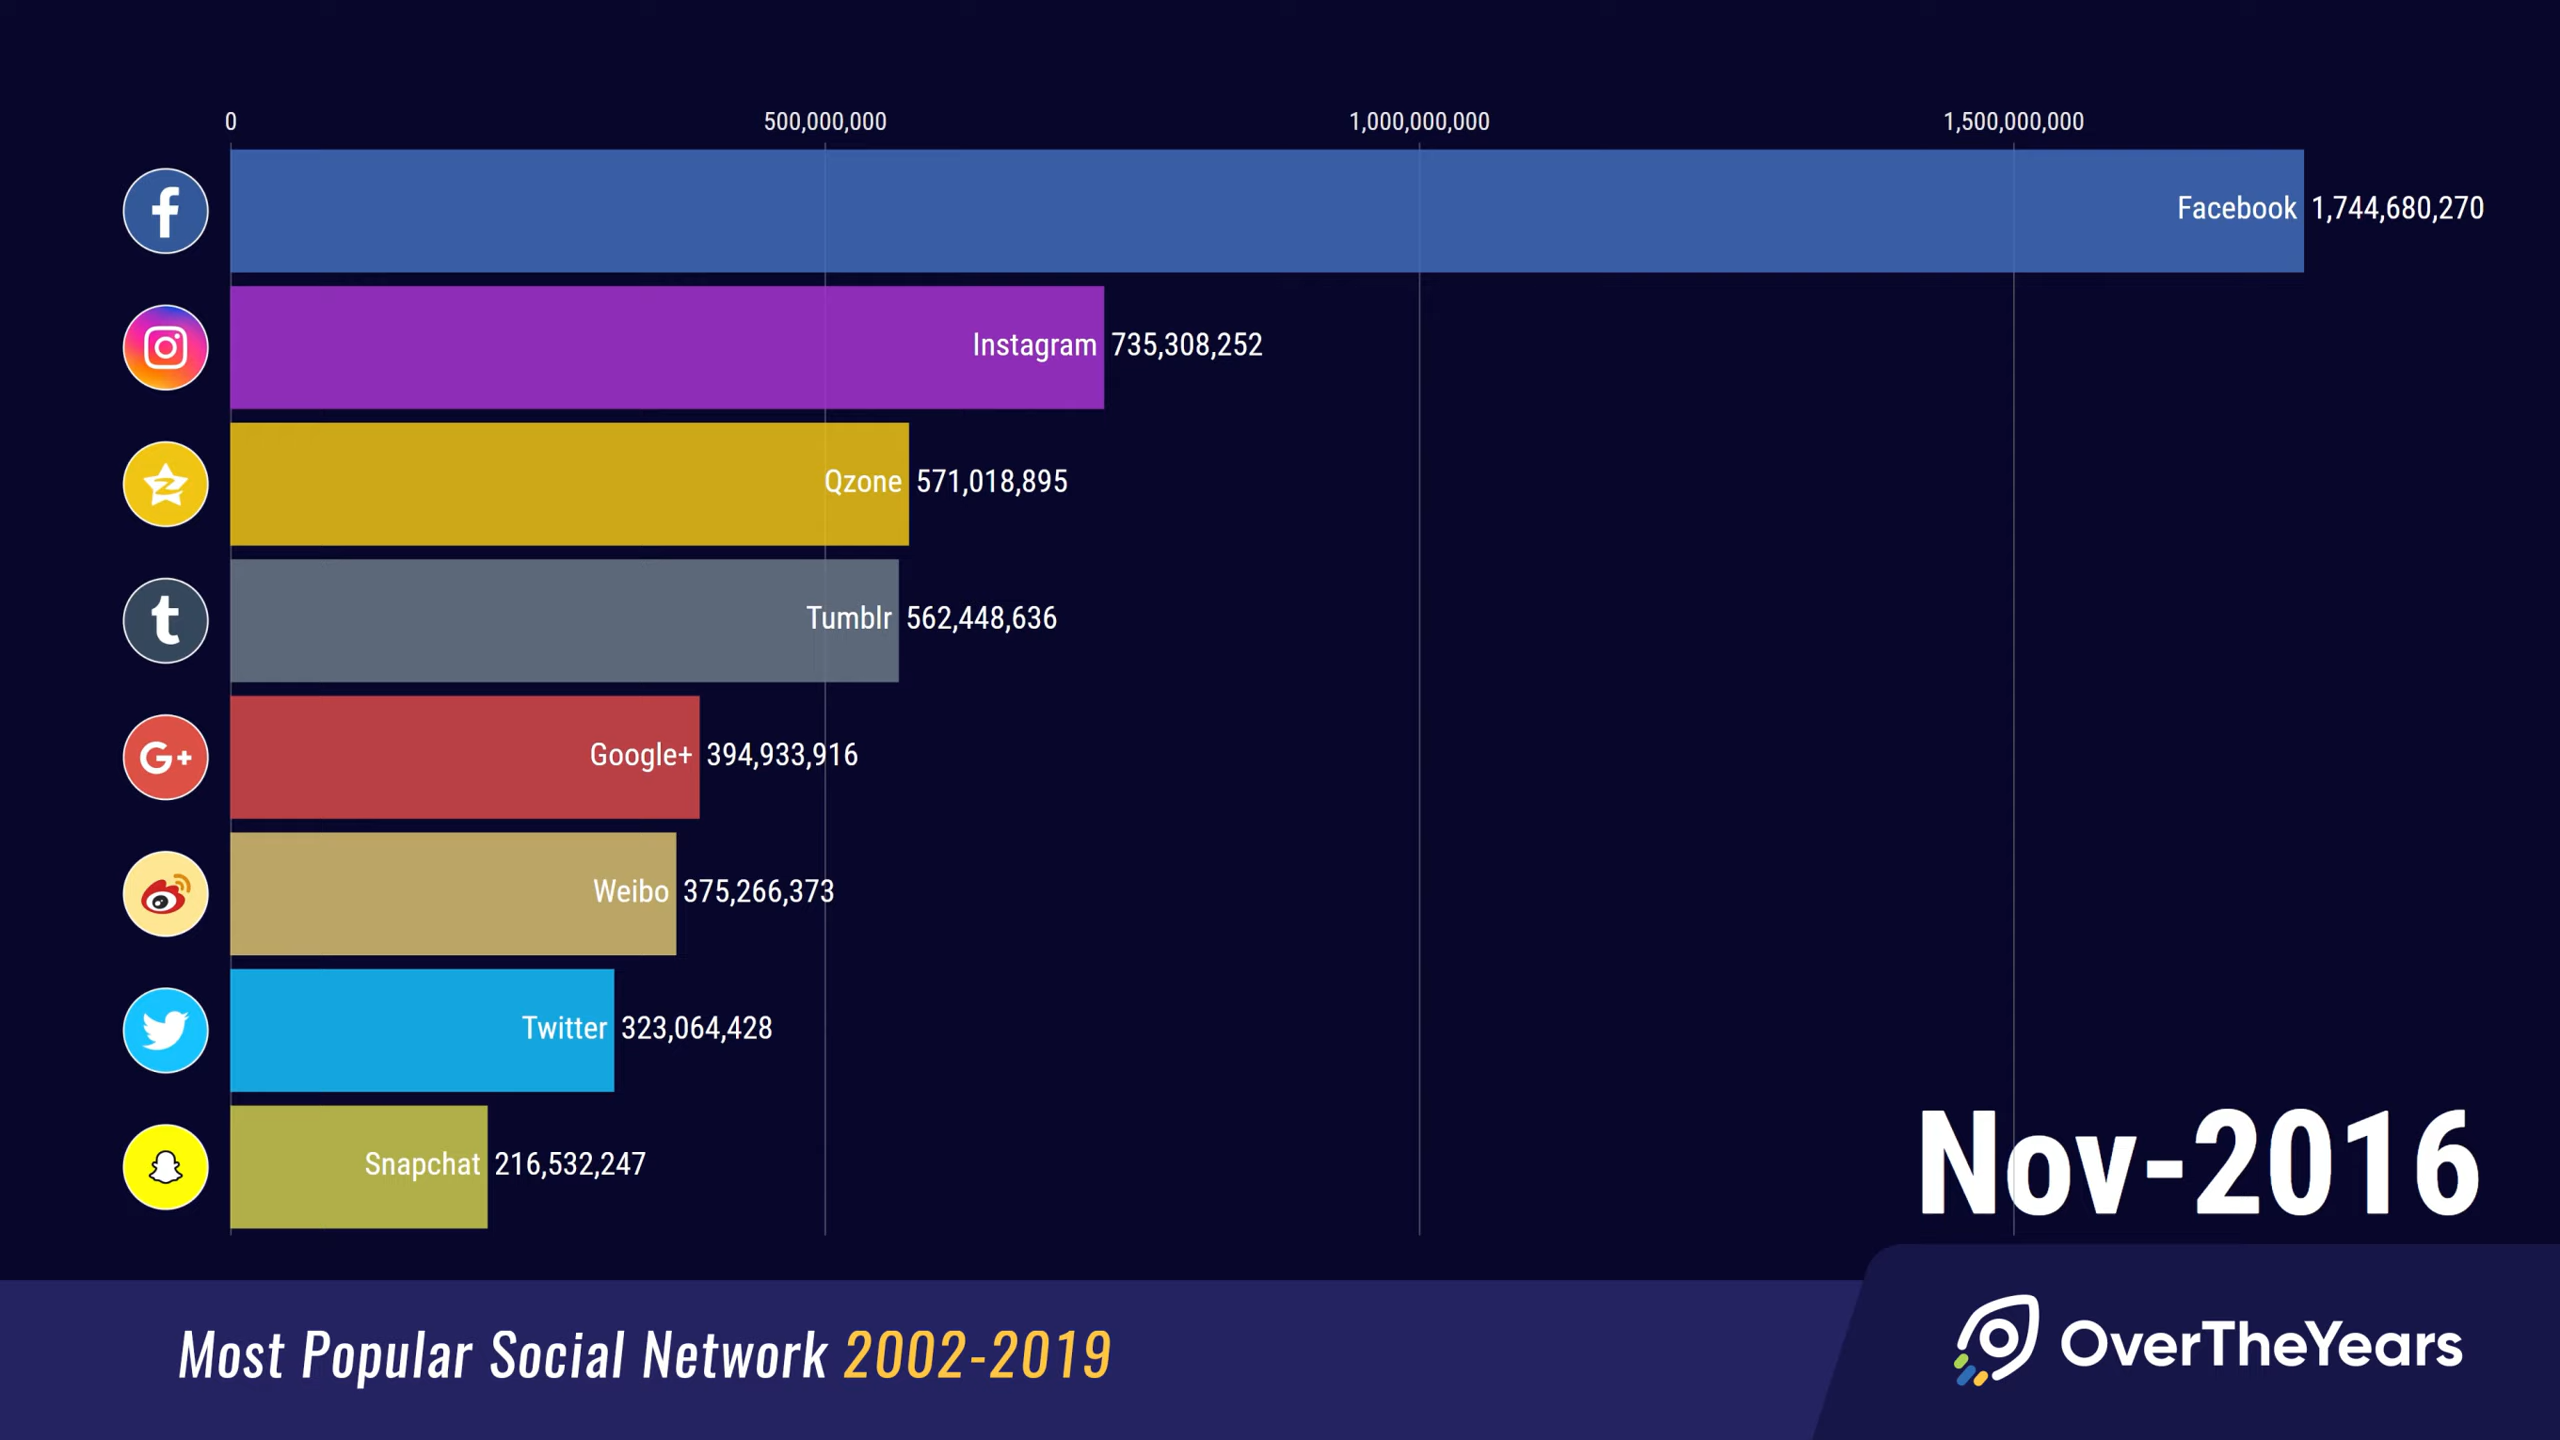 0 500,000,000 1,000,000,000 1,500,000,000
Facebook 1,744,680,270
Instagram 735,308,252
Qzone 571,018,895
Tumblr 562,448,636
G+ Google+ 394,933,916
Weibo 375,266,373
Twitter 323,064,428
Snapchat 216,532,247
Nov-2016
Most Popular Social Network 2002-2019
OverTheYears